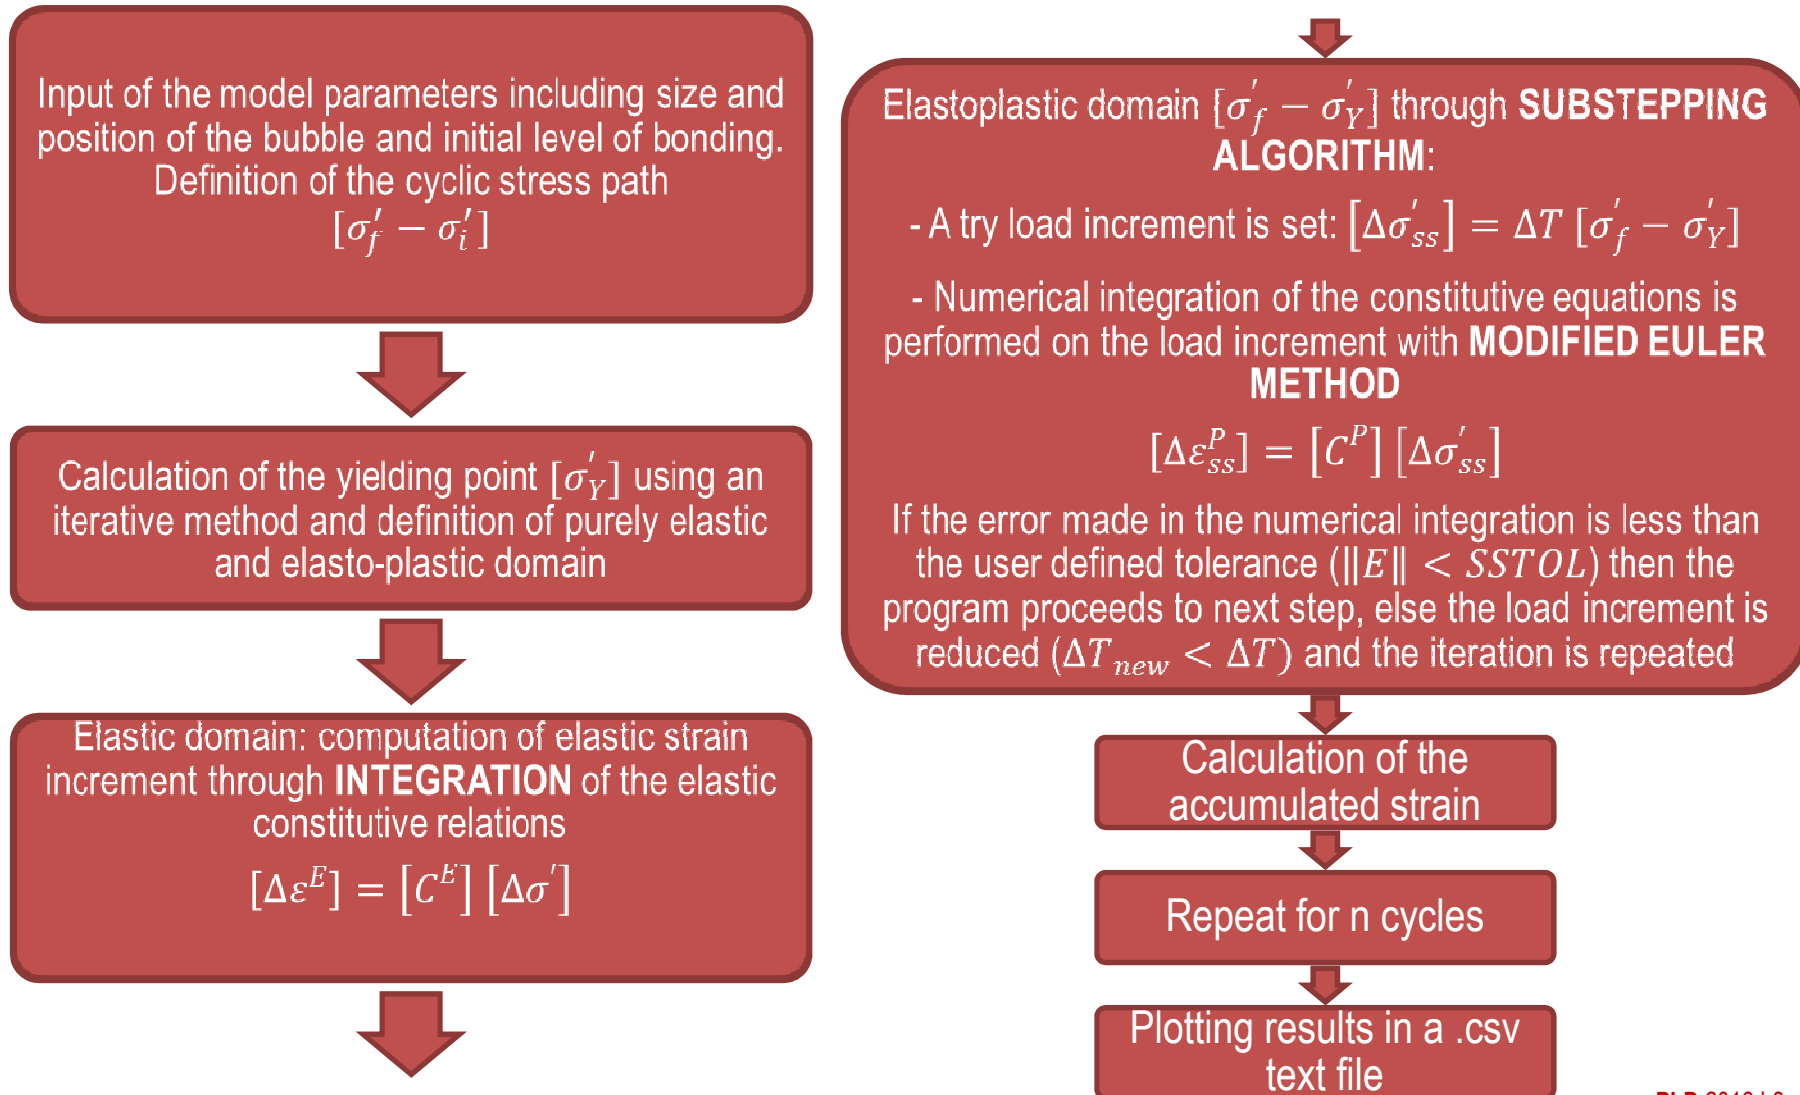 Input of the model parameters including size and
position of the bubble and initial level of bonding.
Definition of the cyclic stress path
[σ′f − σ′i]
Calculation of the yielding point [σ′Y] using an
iterative method and definition of purely elastic
and elasto-plastic domain
Elastic domain: computation of elastic strain
increment through INTEGRATION of the elastic
constitutive relations
[Δε^E] = [C^E] [Δσ′]
Elastoplastic domain [σ′f − σ′Y] through SUBSTEPPING
ALGORITHM:
- A try load increment is set: [Δσ′ss] = ΔT [σ′f − σ′Y]
- Numerical integration of the constitutive equations is
performed on the load increment with MODIFIED EULER
METHOD
[Δε^P_ss] = [C^P] [Δσ′ss]
If the error made in the numerical integration is less than
the user defined tolerance (‖E‖ < SSTOL) then the
program proceeds to next step, else the load increment is
reduced (ΔT_new < ΔT) and the iteration is repeated
Calculation of the
accumulated strain
Repeat for n cycles
Plotting results in a .csv
text file